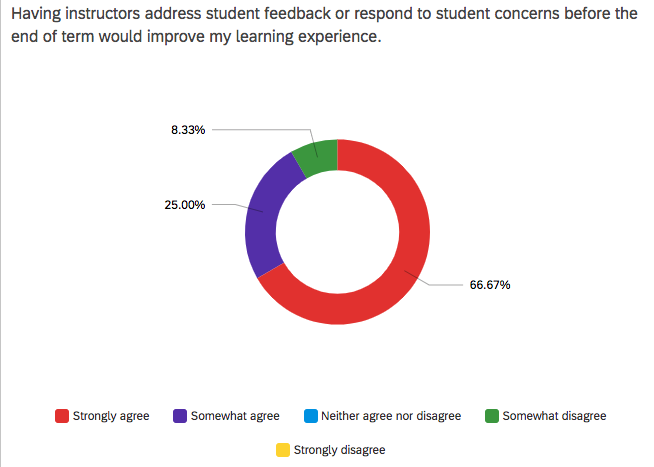 Having instructors address student feedback or respond to student concerns before the
end of term would improve my learning experience.
8.33%
25.00%
66.67%
Strongly agree
Somewhat agree
Neither agree nor disagree
Somewhat disagree
Strongly disagree